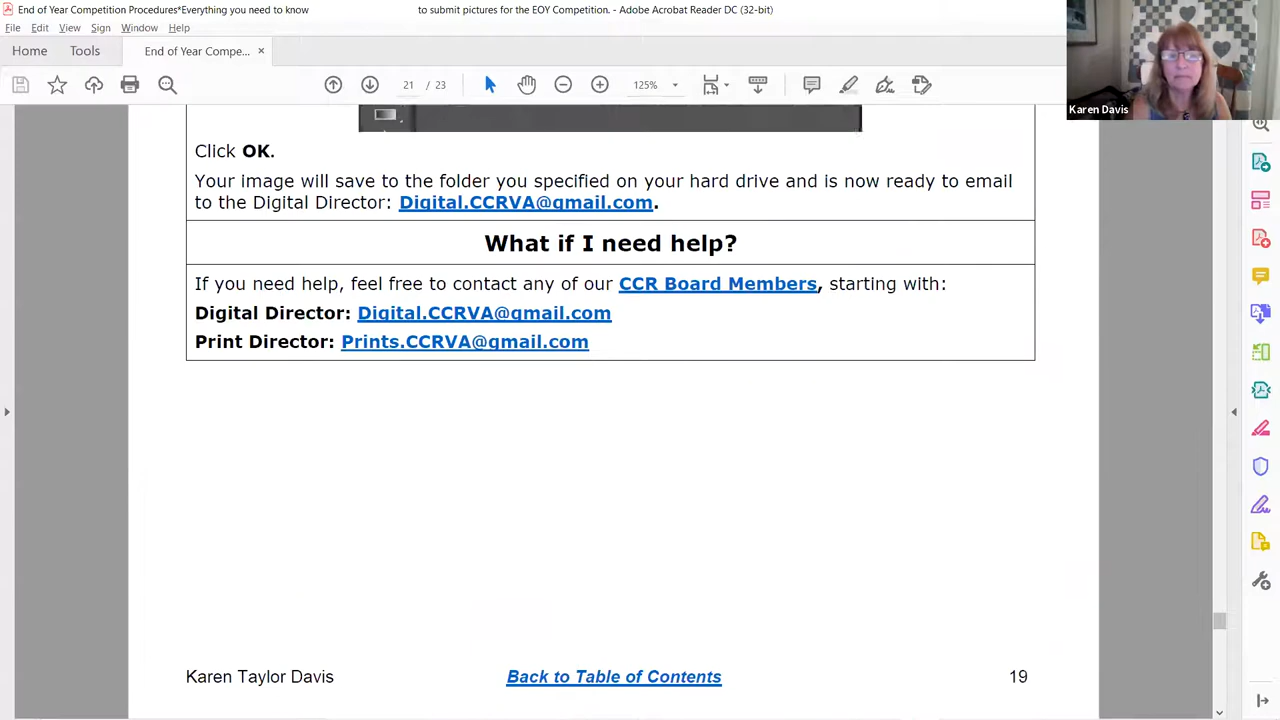 End of Year Competition Procedures*Everything you need to know to submit pictures for the EOY Competition. - Adobe Acrobat Reader DC (32-bit)
File Edit View Sign Window Help
Home Tools End of Year Compe... ×
21 / 23 125%
Karen Davis
Click OK.
Your image will save to the folder you specified on your hard drive and is now ready to email
to the Digital Director: Digital.CCRVA@gmail.com.
What if I need help?
If you need help, feel free to contact any of our CCR Board Members, starting with:
Digital Director: Digital.CCRVA@gmail.com
Print Director: Prints.CCRVA@gmail.com
Karen Taylor Davis Back to Table of Contents 19